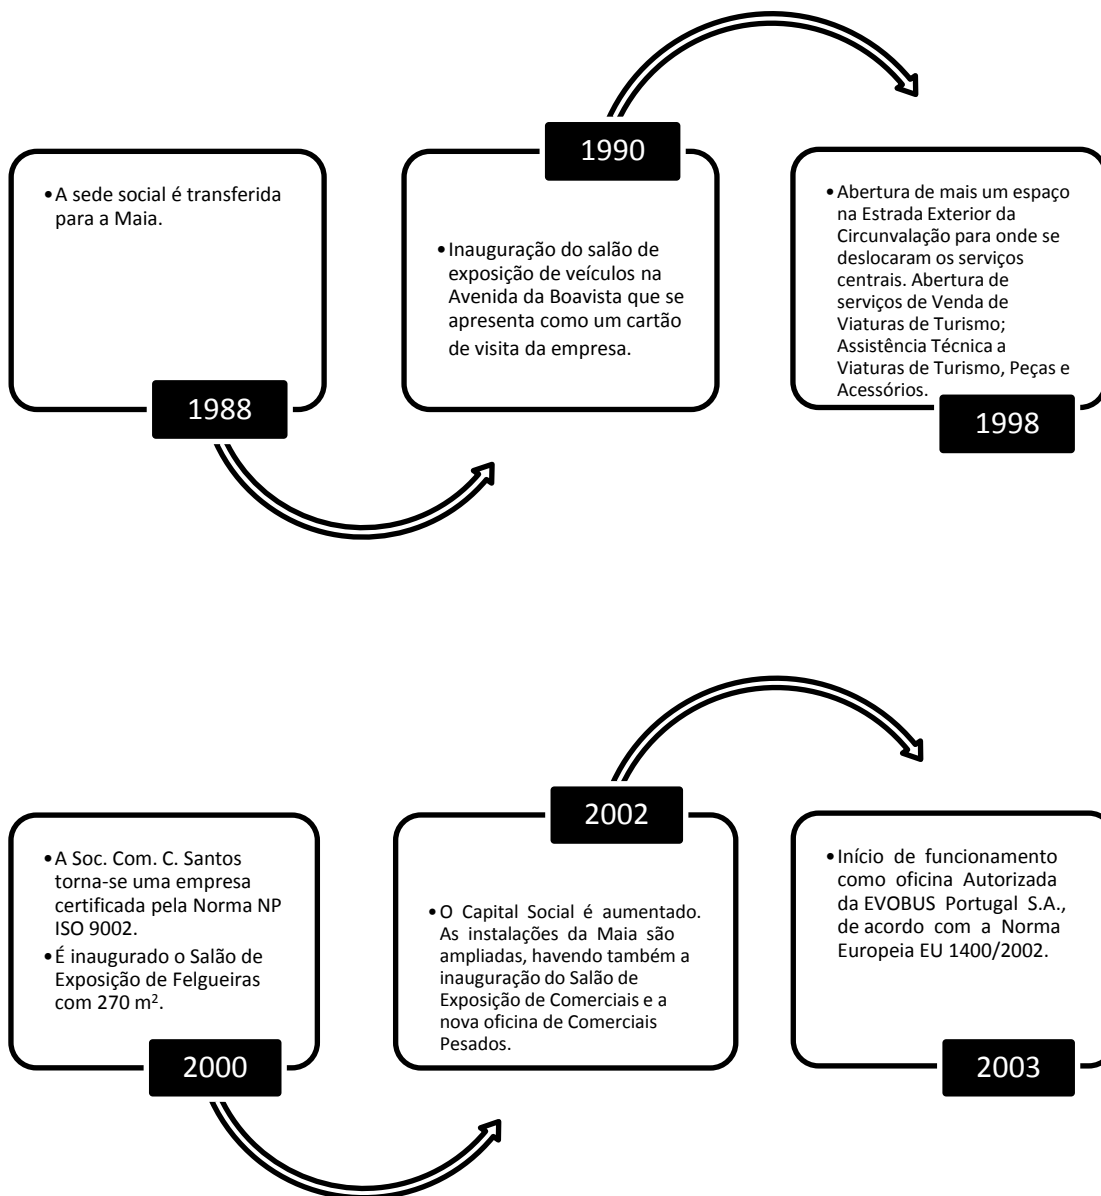 •A sede social é transferida
para a Maia.
1988
1990
•Inauguração do salão de
exposição de veículos na
Avenida da Boavista que se
apresenta como um cartão
de visita da empresa.
•Abertura de mais um espaço
na Estrada Exterior da
Circunvalação para onde se
deslocaram os serviços
centrais. Abertura de
serviços de Venda de
Viaturas de Turismo;
Assistência Técnica a
Viaturas de Turismo, Peças e
Acessórios.
1998
•A Soc. Com. C. Santos
torna-se uma empresa
certificada pela Norma NP
ISO 9002.
•É inaugurado o Salão de
Exposição de Felgueiras
com 270 m².
2000
2002
•O Capital Social é aumentado.
As instalações da Maia são
ampliadas, havendo também a
inauguração do Salão de
Exposição de Comerciais e a
nova oficina de Comerciais
Pesados.
•Início de funcionamento
como oficina Autorizada
da EVOBUS Portugal S.A.,
de acordo com a Norma
Europeia EU 1400/2002.
2003